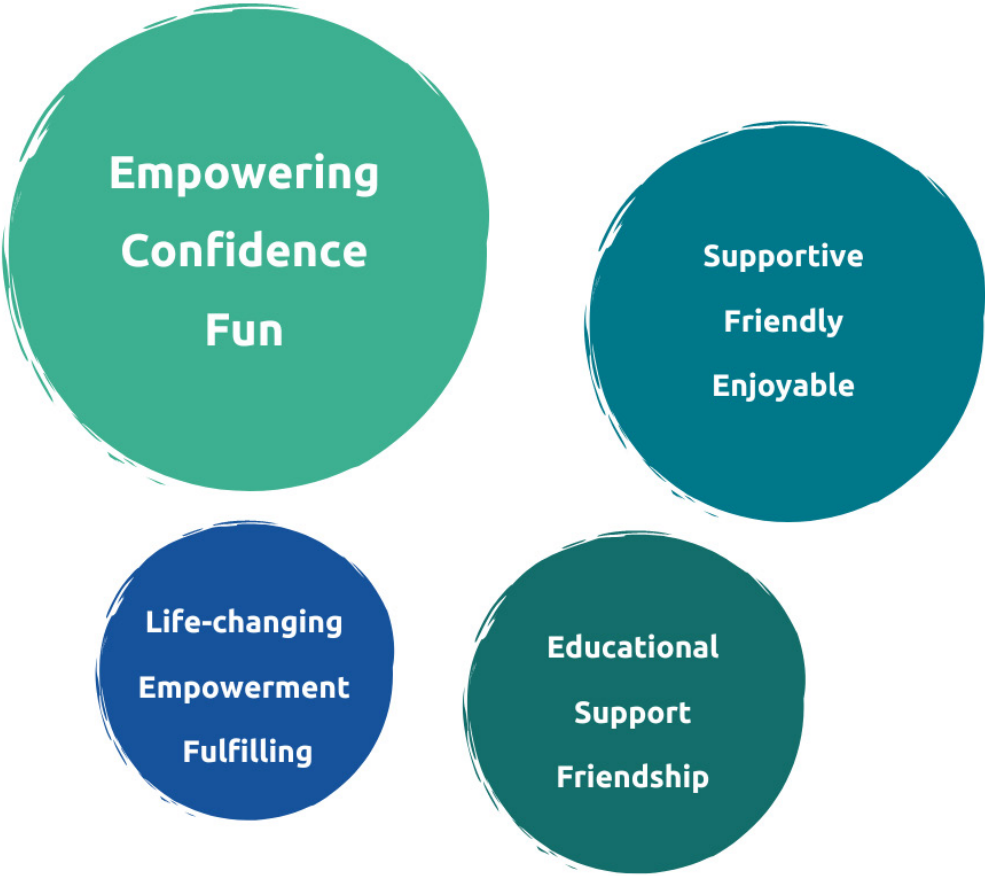 Empowering
Confidence
Fun
Supportive
Friendly
Enjoyable
Life-changing
Empowerment
Fulfilling
Educational
Support
Friendship